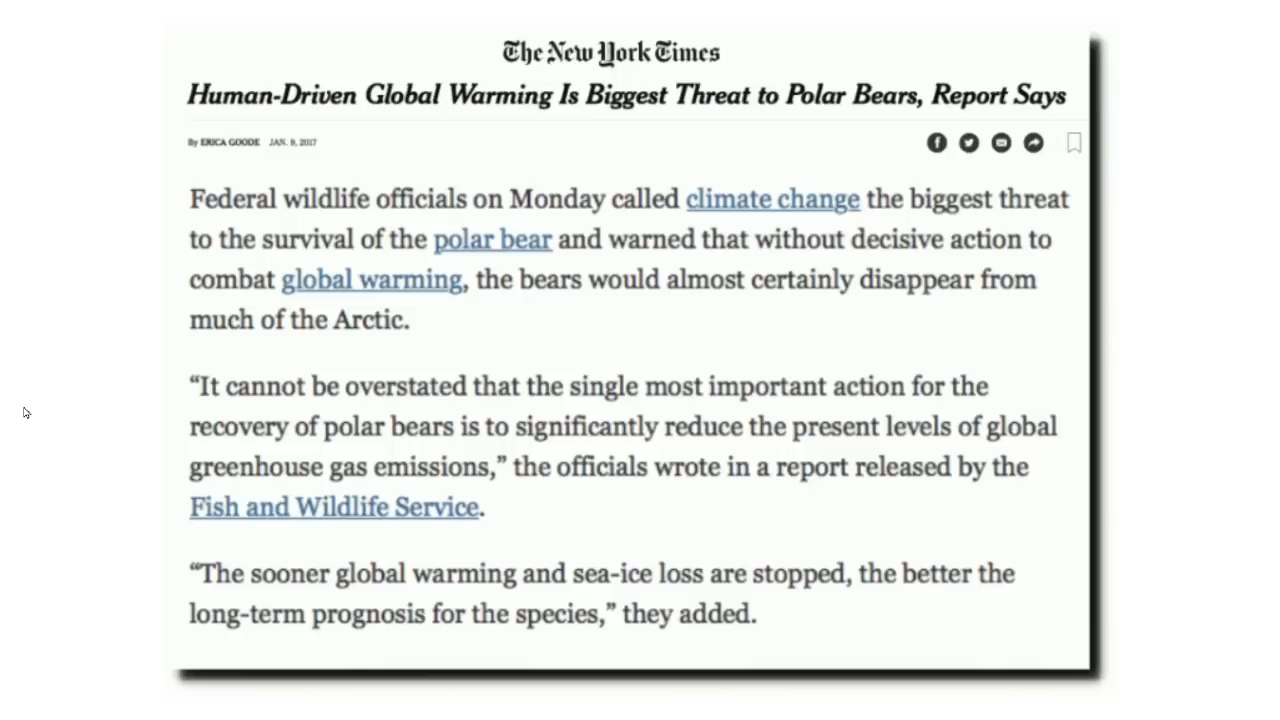 The New York Times
Human-Driven Global Warming Is Biggest Threat to Polar Bears, Report Says
By ERICA GOODE JAN. 9, 2017
Federal wildlife officials on Monday called climate change the biggest threat
to the survival of the polar bear and warned that without decisive action to
combat global warming, the bears would almost certainly disappear from
much of the Arctic.
“It cannot be overstated that the single most important action for the
recovery of polar bears is to significantly reduce the present levels of global
greenhouse gas emissions,” the officials wrote in a report released by the
Fish and Wildlife Service.
“The sooner global warming and sea-ice loss are stopped, the better the
long-term prognosis for the species,” they added.